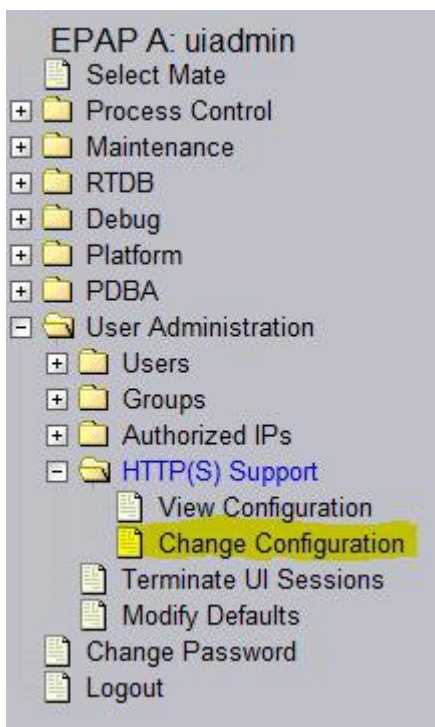 EPAP A: uiadmin
Select Mate
Process Control
Maintenance
RTDB
Debug
Platform
PDBA
User Administration
Users
Groups
Authorized IPs
HTTP(S) Support
View Configuration
Change Configuration
Terminate UI Sessions
Modify Defaults
Change Password
Logout